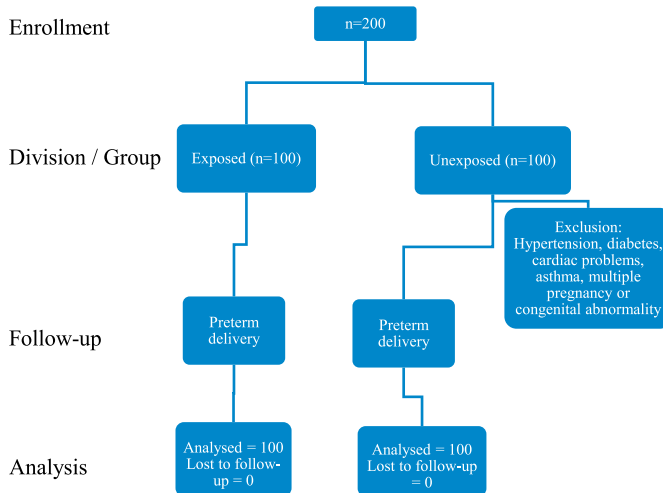 Enrollment
n=200
Division / Group
Exposed (n=100)
Unexposed (n=100)
Exclusion:
Hypertension, diabetes,
cardiac problems,
asthma, multiple
pregnancy or
congenital abnormality
Follow-up
Preterm
delivery
Preterm
delivery
Analysis
Analysed = 100
Lost to follow-
up = 0
Analysed = 100
Lost to follow-up
= 0